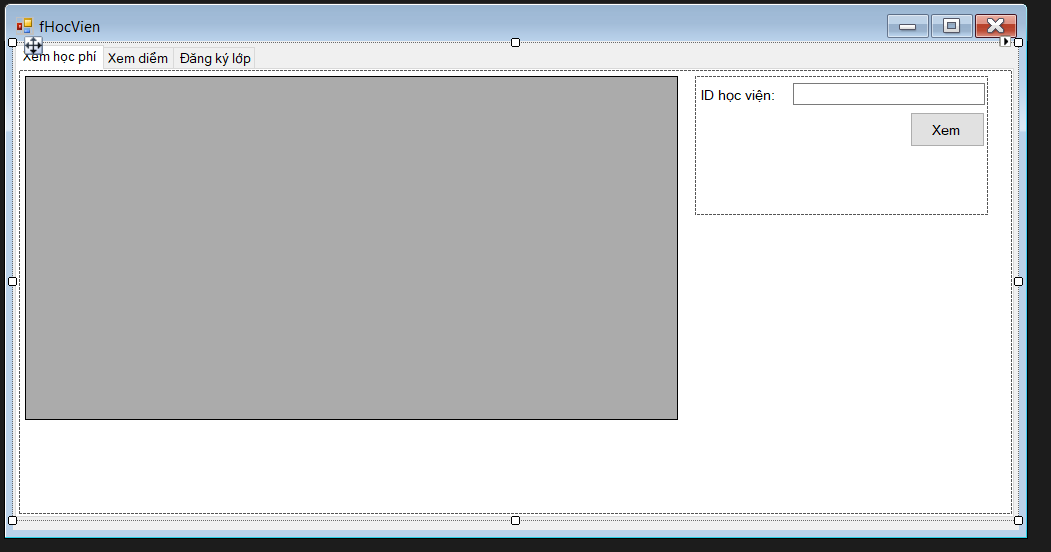 fHocVien
Xem học phí Xem điểm Đăng ký lớp
ID học viện:
Xem